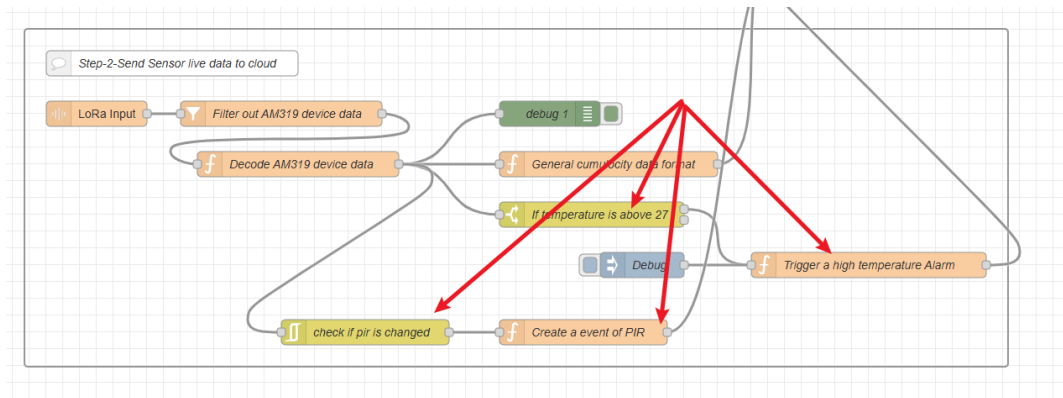 Step-2-Send Sensor live data to cloud
LoRa Input
Filter out AM319 device data
debug 1
Decode AM319 device data
General cumulocity data format
If temperature is above 27
Debug
Trigger a high temperature Alarm
check if pir is changed
Create a event of PIR